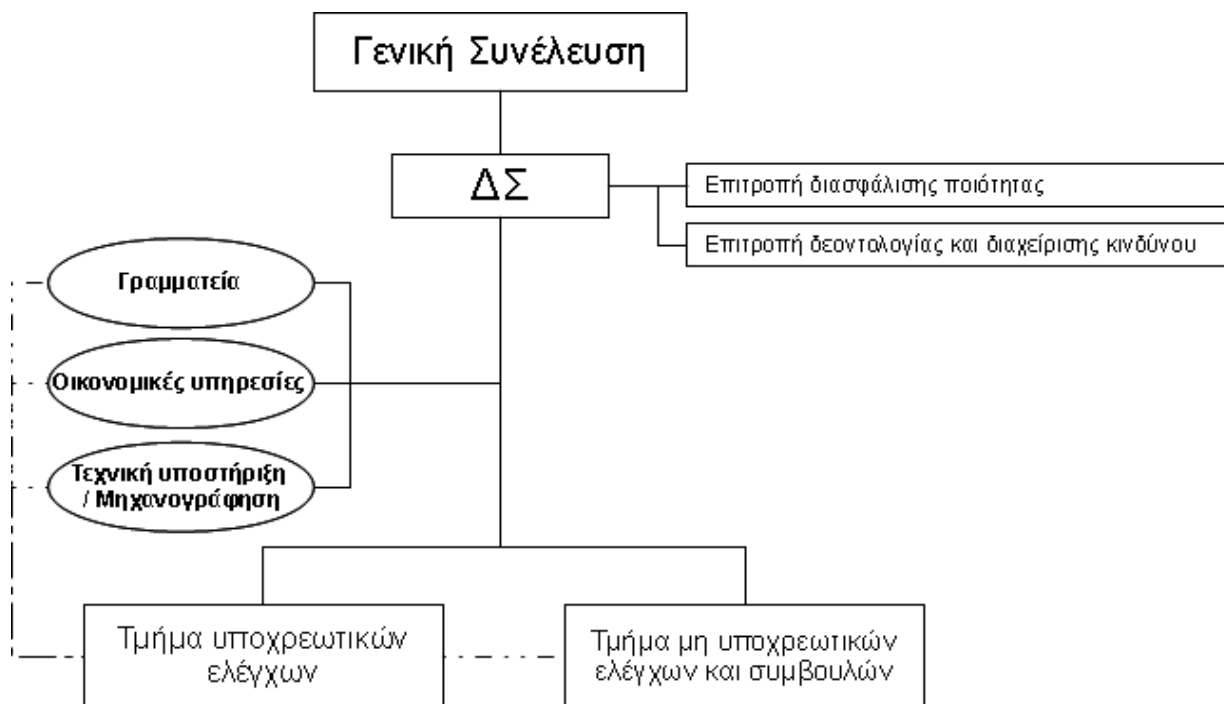 Γενική Συνέλευση
ΔΣ
Επιτροπή διασφάλισης ποιότητας
Επιτροπή δεοντολογίας και διαχείρισης κινδύνου
Γραμματεία
Οικονομικές υπηρεσίες
Τεχνική υποστήριξη
/ Μηχανογράφηση
Τμήμα υποχρεωτικών
ελέγχων
Τμήμα μη υποχρεωτικών
ελέγχων και συμβουλών